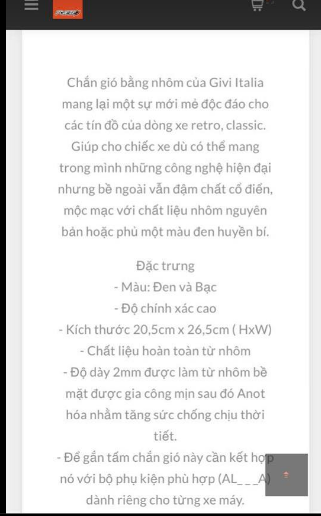 Chắn gió bằng nhôm của Givi Italia
mang lại một sự mới mẻ độc đáo cho
các tín đồ của dòng xe retro, classic.
Giúp cho chiếc xe dù có thể mang
trong mình những công nghệ hiện đại
nhưng bề ngoài vẫn đậm chất cổ điển,
mộc mạc với chất liệu nhôm nguyên
bản hoặc phủ một màu đen huyền bí.
Đặc trưng
- Màu: Đen và Bạc
- Độ chính xác cao
- Kích thước 20,5cm x 26,5cm ( HxW)
- Chất liệu hoàn toàn từ nhôm
- Độ dày 2mm được làm từ nhôm bề
mặt được gia công mịn sau đó Anot
hóa nhằm tăng sức chống chịu thời
tiết.
- Để gắn tấm chắn gió này cần kết hợp
nó với bộ phụ kiện phù hợp (AL_ _ _A)
dành riêng cho từng xe máy.